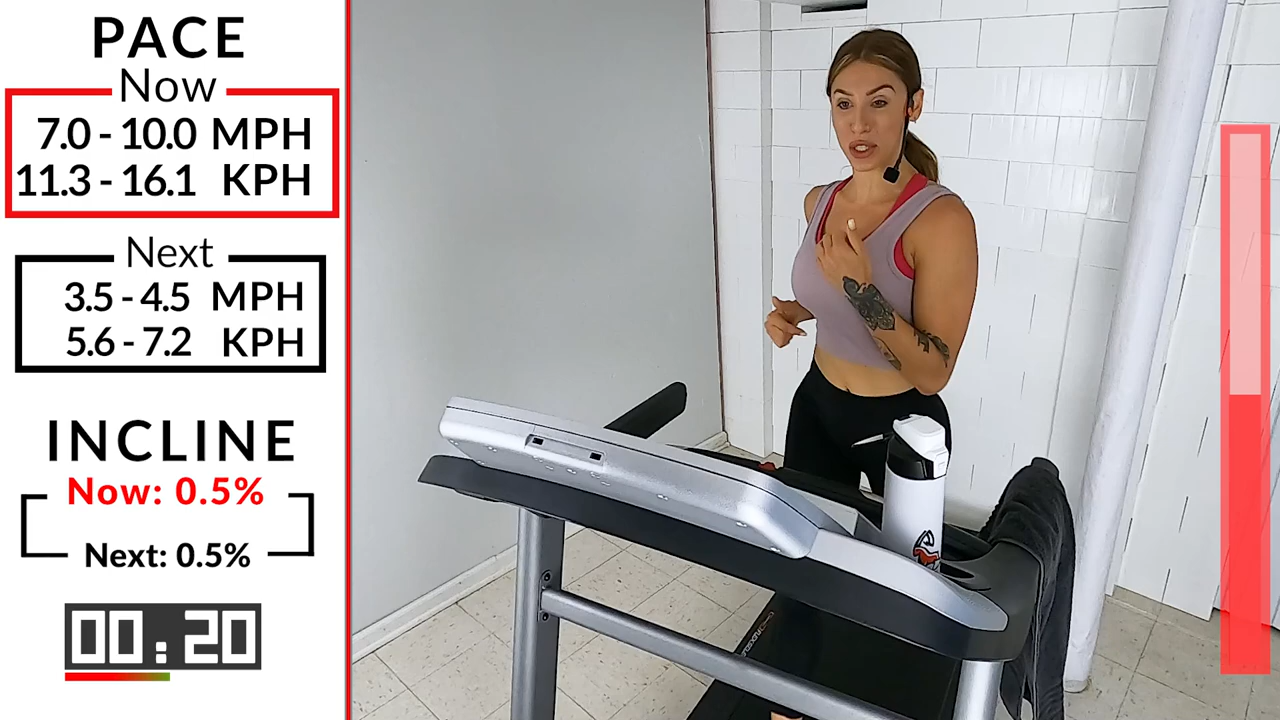 PACE
Now
7.0 - 10.0 MPH
11.3 - 16.1 KPH
Next
3.5 - 4.5 MPH
5.6 - 7.2 KPH
INCLINE
Now: 0.5%
Next: 0.5%
00:20